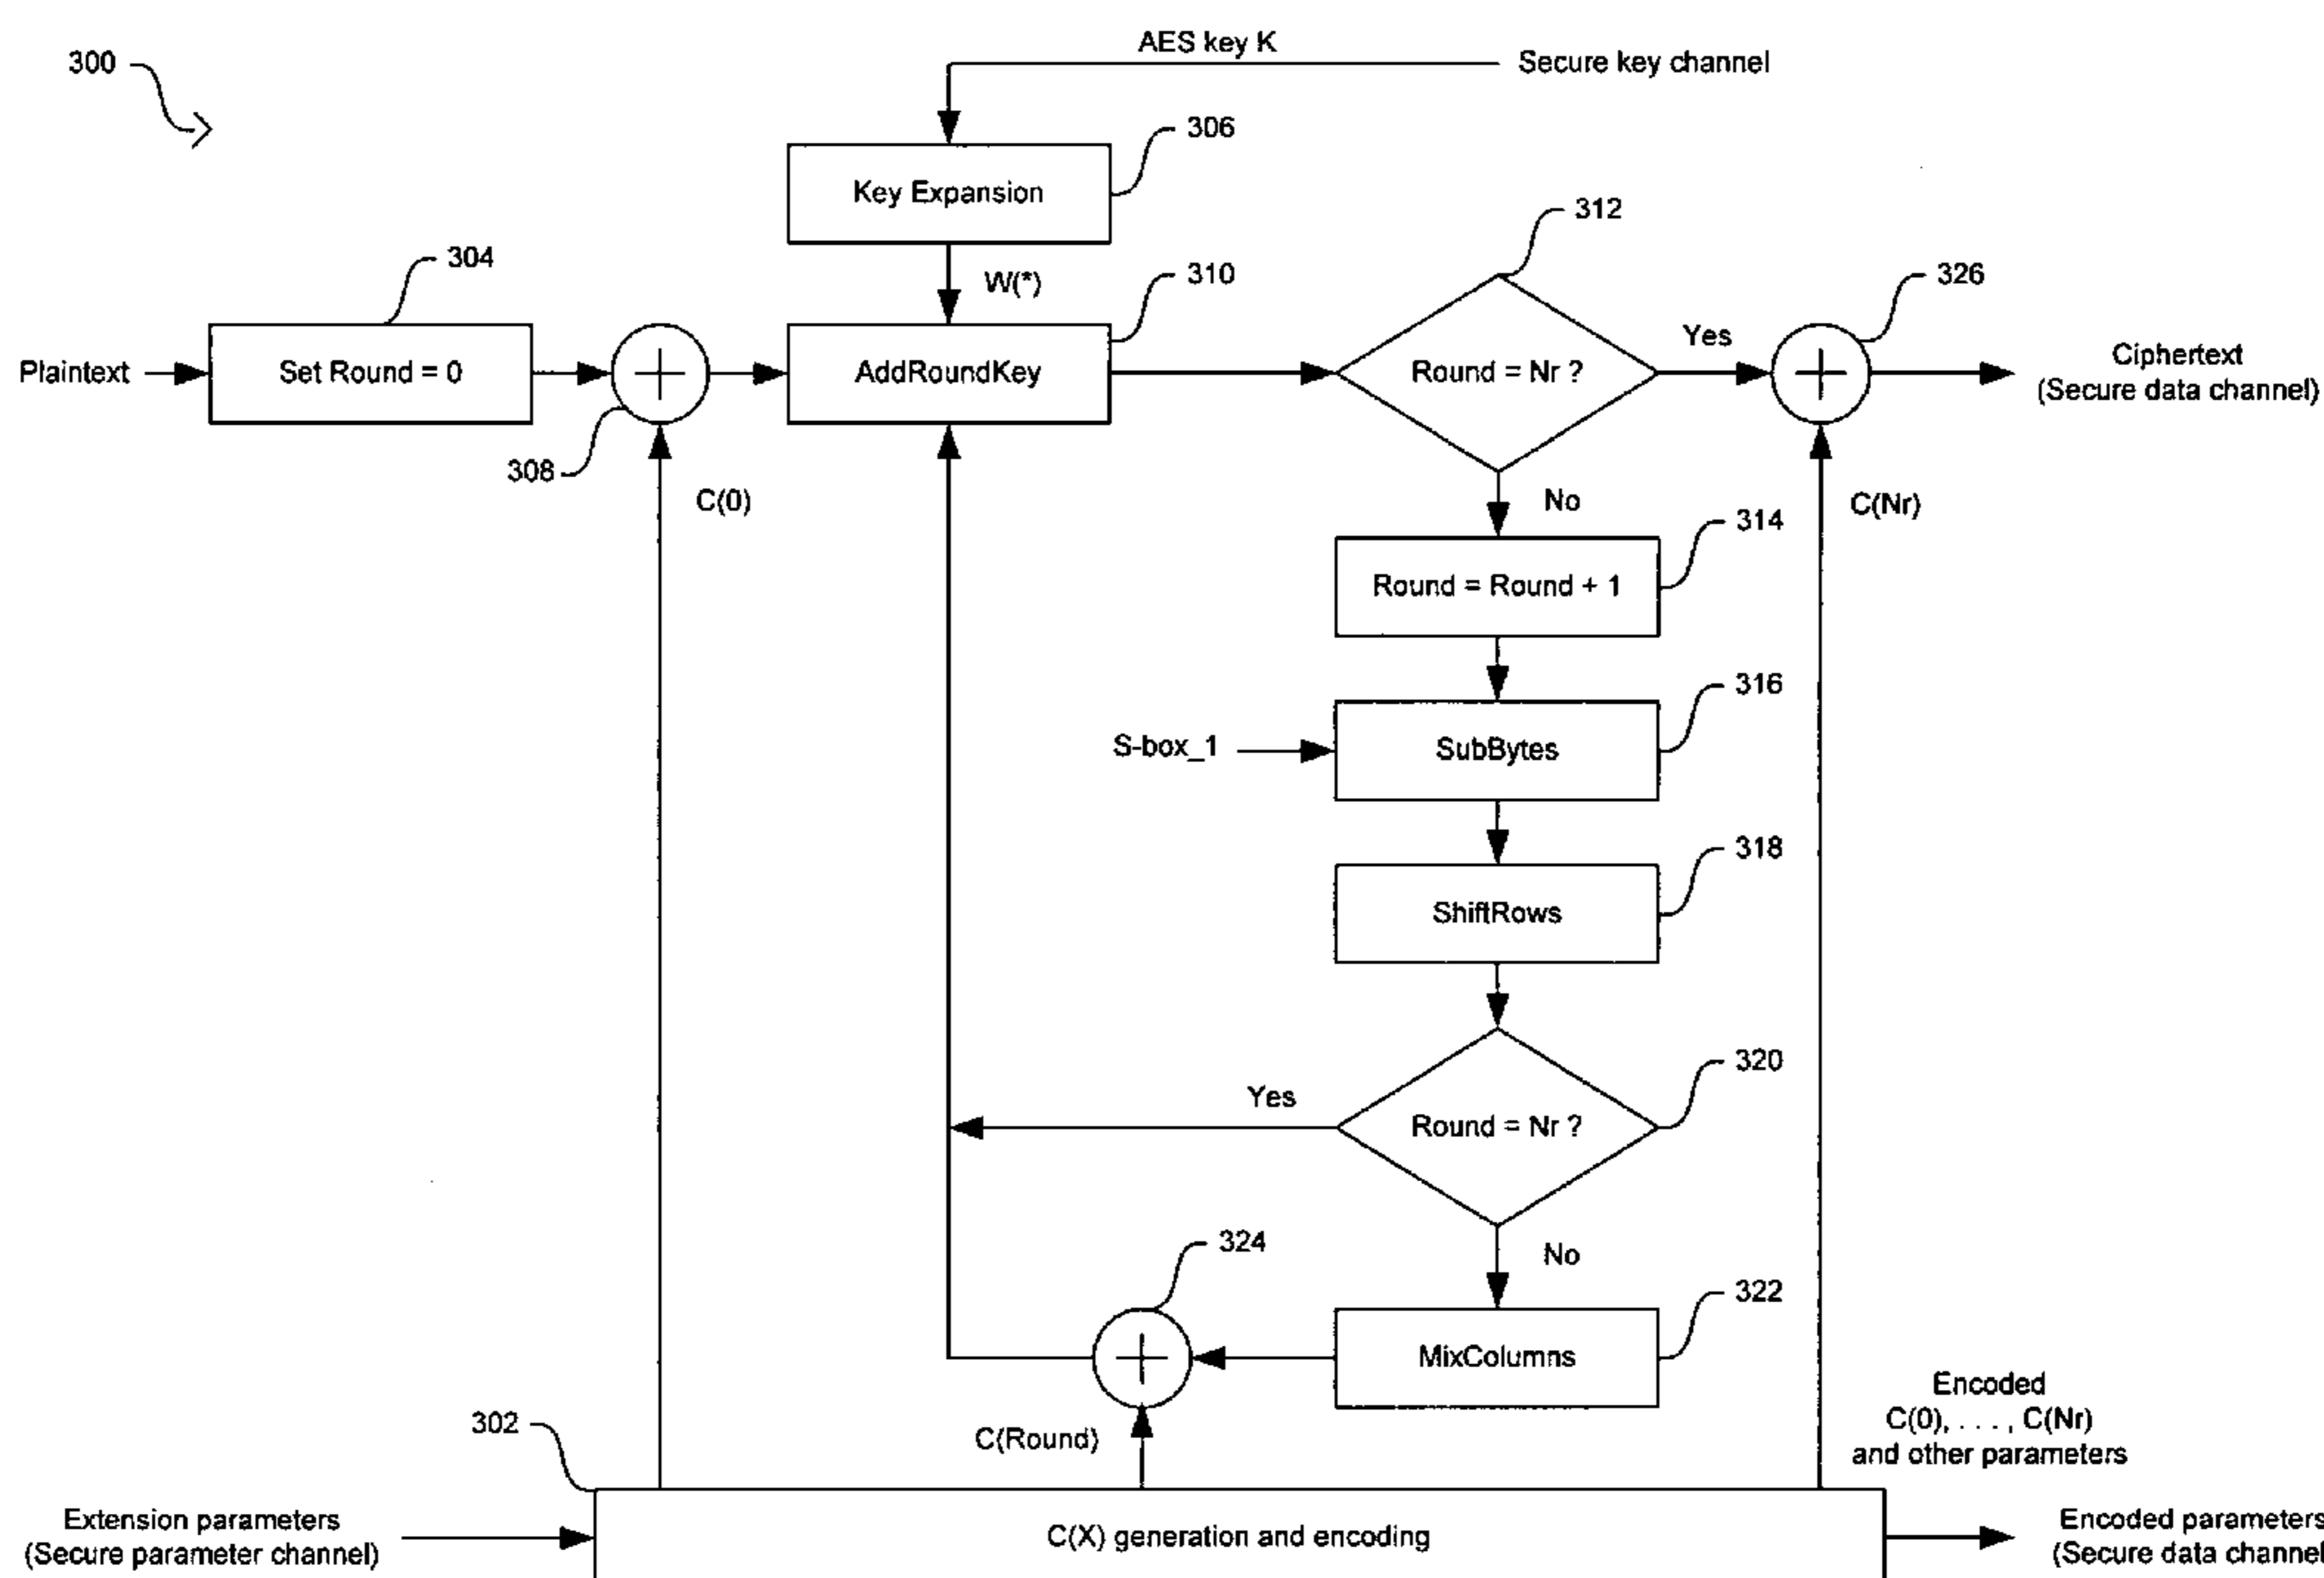 AES key K
300
Secure key channel
306
Key Expansion
312
304
W(*)
310
326
Plaintext
Set Round = 0
AddRoundKey
Round = Nr ?
Yes
Ciphertext
(Secure data channel)
308
C(0)
No
C(Nr)
314
Round = Round + 1
316
S-box_1
SubBytes
318
ShiftRows
320
Yes
Round = Nr ?
324
No
322
MixColumns
Encoded
C(0), . . . , C(Nr)
and other parameters
302
C(Round)
Extension parameters
(Secure parameter channel)
C(X) generation and encoding
Encoded parameters
(Secure data channel